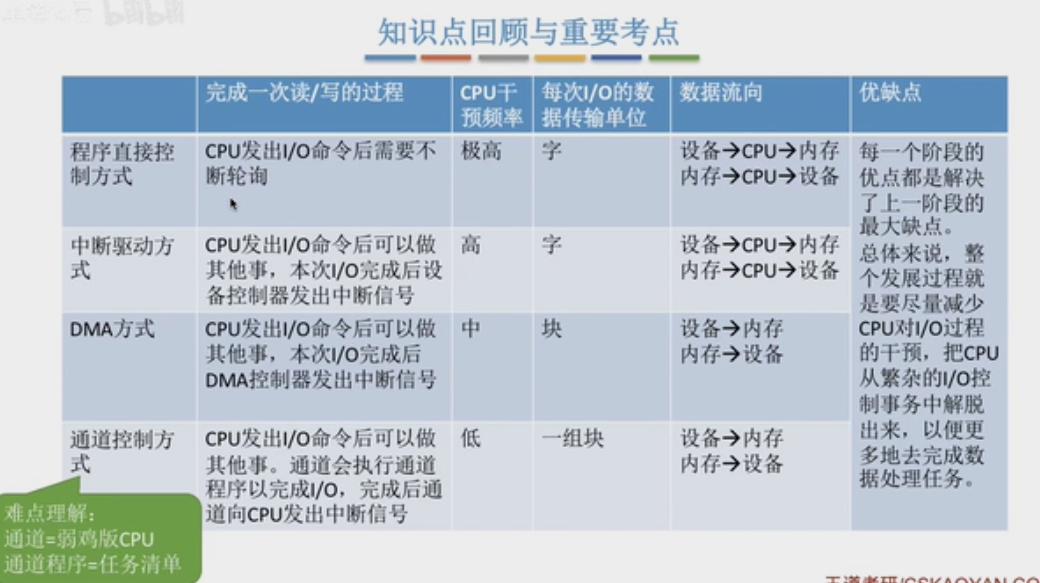 知识点回顾与重要考点
完成一次读/写的过程
CPU干
预频率
每次I/O的数
据传输单位
数据流向
优缺点
程序直接控
制方式
CPU发出I/O命令后需要不
断轮询
极高
字
设备→CPU→内存
内存→CPU→设备
中断驱动方
式
CPU发出I/O命令后可以做
其他事，本次I/O完成后设
备控制器发出中断信号
高
字
设备→CPU→内存
内存→CPU→设备
DMA方式
CPU发出I/O命令后可以做
其他事，本次I/O完成后
DMA控制器发出中断信号
中
块
设备→内存
内存→设备
通道控制方
式
CPU发出I/O命令后可以做
其他事。通道会执行通道
程序以完成I/O，完成后通
道向CPU发出中断信号
低
一组块
设备→内存
内存→设备
每一个阶段的
优点都是解决
了上一阶段的
最大缺点。
总体来说，整
个发展过程就
是要尽量减少
CPU对I/O过程
的干预，把CPU
从繁杂的I/O控
制事务中解脱
出来，以便更
多地去完成数
据处理任务。
难点理解：
通道=弱鸡版CPU
通道程序=任务清单
王道考研/CSKAOYAN.CO